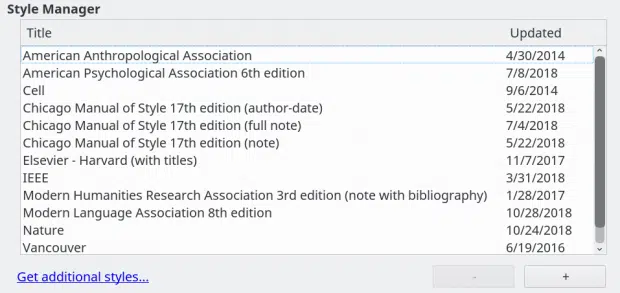 Style Manager
Title Updated
American Anthropological Association 4/30/2014
American Psychological Association 6th edition 7/8/2018
Cell 9/6/2014
Chicago Manual of Style 17th edition (author-date) 5/22/2018
Chicago Manual of Style 17th edition (full note) 7/4/2018
Chicago Manual of Style 17th edition (note) 5/22/2018
Elsevier - Harvard (with titles) 11/7/2017
IEEE 3/31/2018
Modern Humanities Research Association 3rd edition (note with bibliography) 1/28/2017
Modern Language Association 8th edition 10/28/2018
Nature 10/24/2018
Vancouver 6/19/2016
Get additional styles... - +